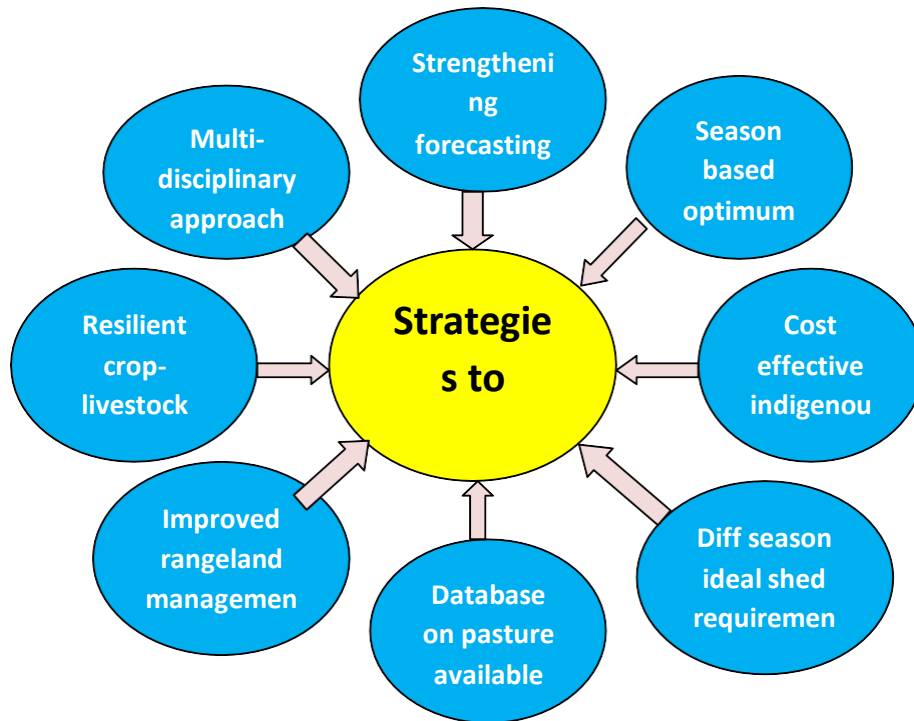 Strengtheni
ng
forecasting
Multi-
disciplinary
approach
Season
based
optimum
Resilient
crop-
livestock
Strategie
s to
Cost
effective
indigenou
Improved
rangeland
managemen
Database
on pasture
available
Diff season
ideal shed
requiremen